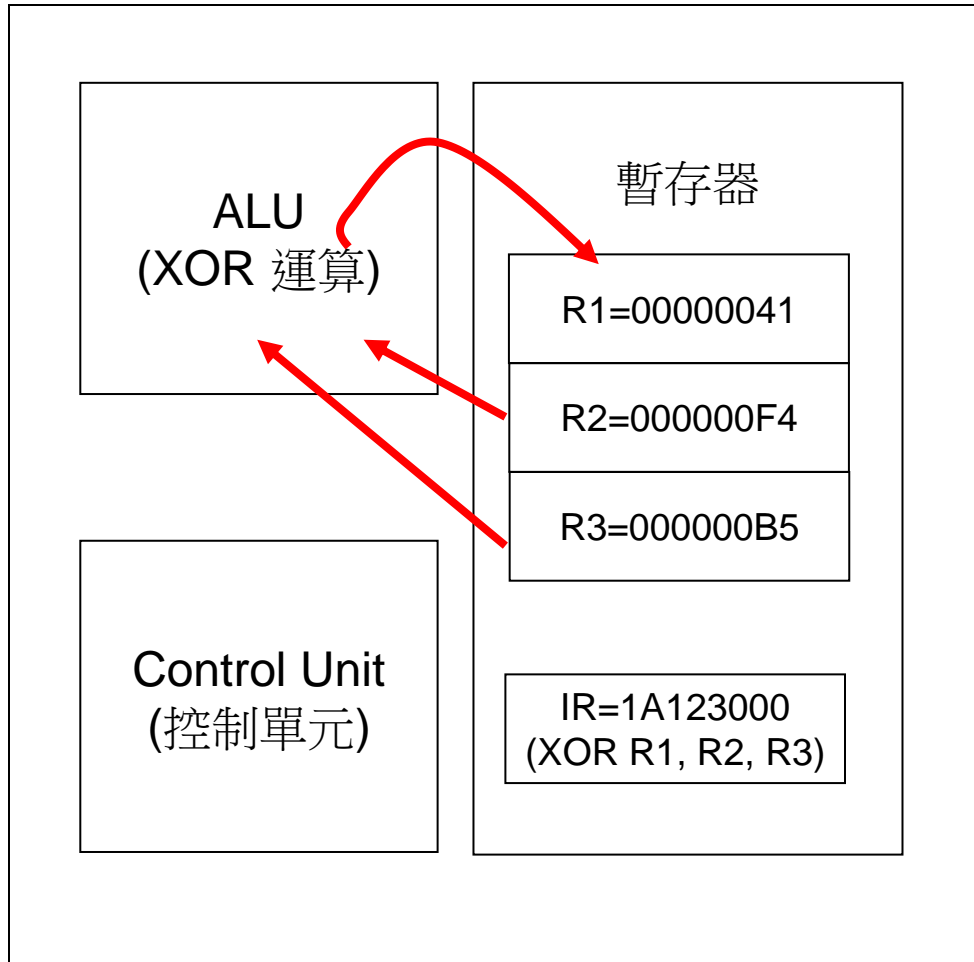 ALU
(XOR 運算)
暫存器
R1=00000041
R2=000000F4
R3=000000B5
Control Unit
(控制單元)
IR=1A123000
(XOR R1, R2, R3)